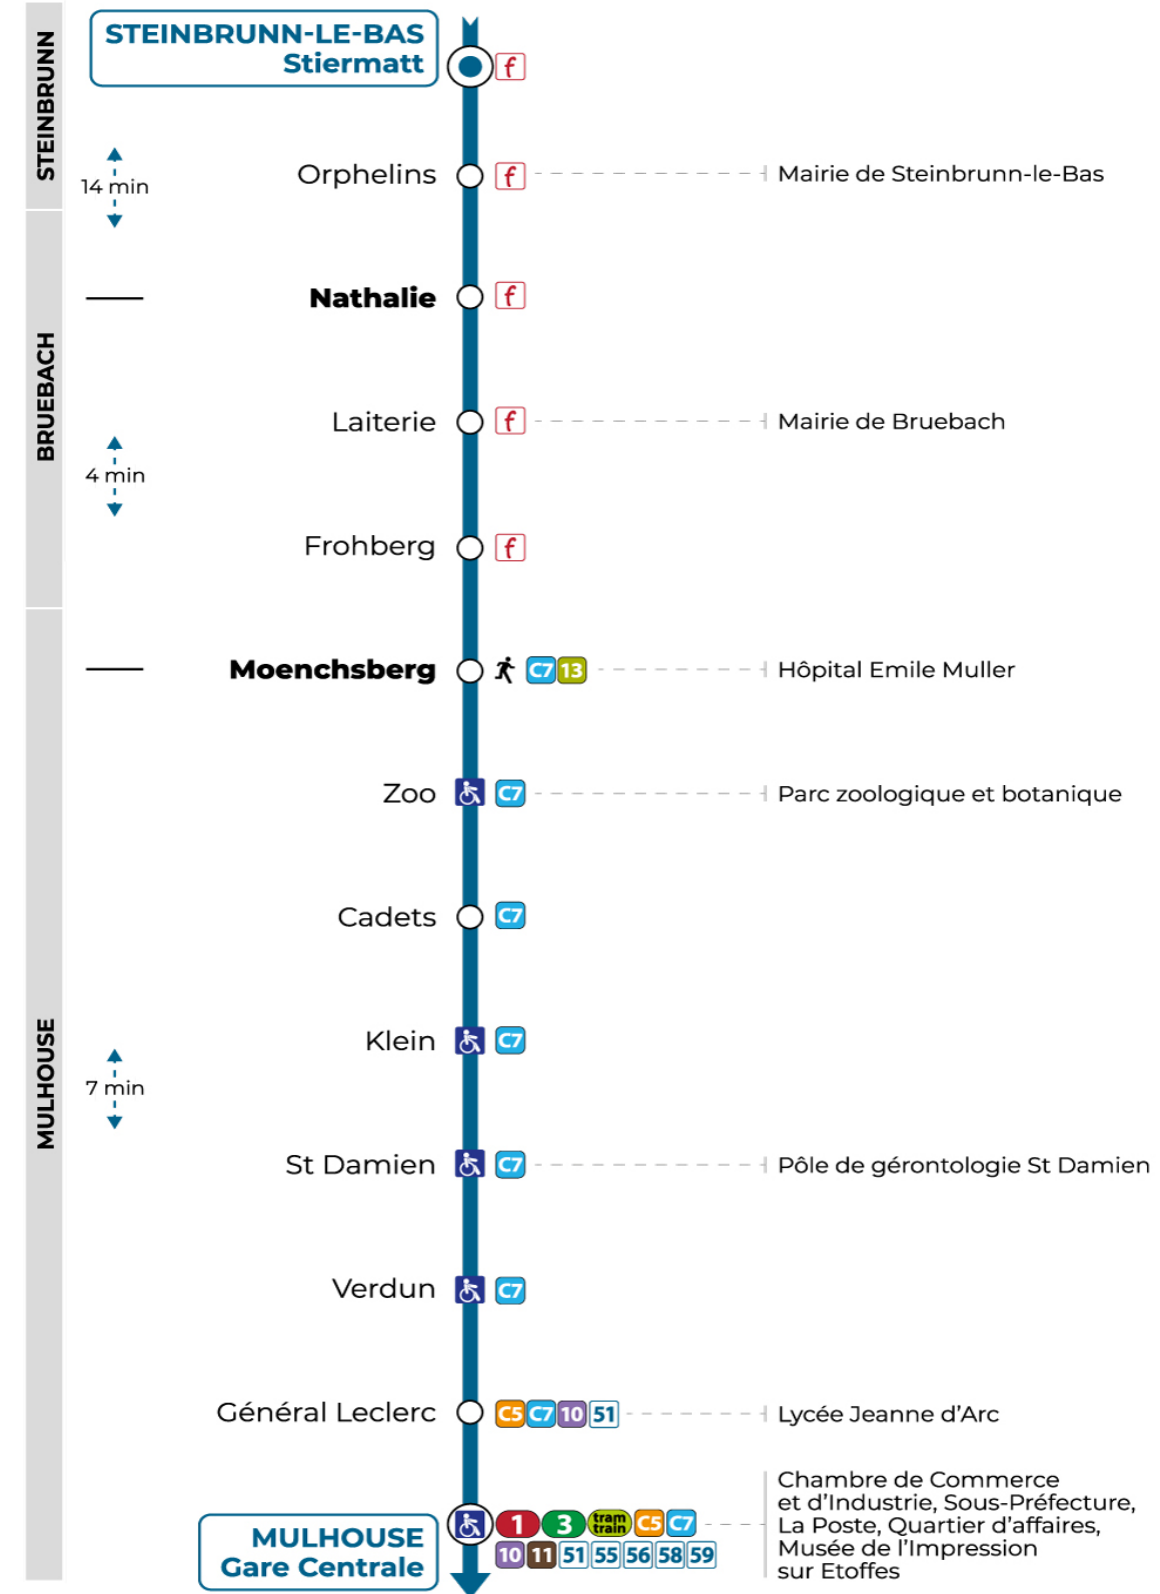 STEINBRUNN
STEINBRUNN-LE-BAS
Stiermatt
f
14 min
Orphelins
f
Mairie de Steinbrunn-le-Bas
BRUEBACH
Nathalie
f
Laiterie
f
Mairie de Bruebach
4 min
Frohberg
f
MULHOUSE
Moenchsberg
C7 13
Hôpital Emile Muller
Zoo
C7
Parc zoologique et botanique
Cadets
C7
Klein
C7
7 min
St Damien
C7
Pôle de gérontologie St Damien
Verdun
C7
Général Leclerc
C5 C7 10 51
Lycée Jeanne d’Arc
MULHOUSE
Gare Centrale
1 3 tram train C5 C7
10 11 51 55 56 58 59
Chambre de Commerce
et d’Industrie, Sous-Préfecture,
La Poste, Quartier d’affaires,
Musée de l’Impression
sur Etoffes